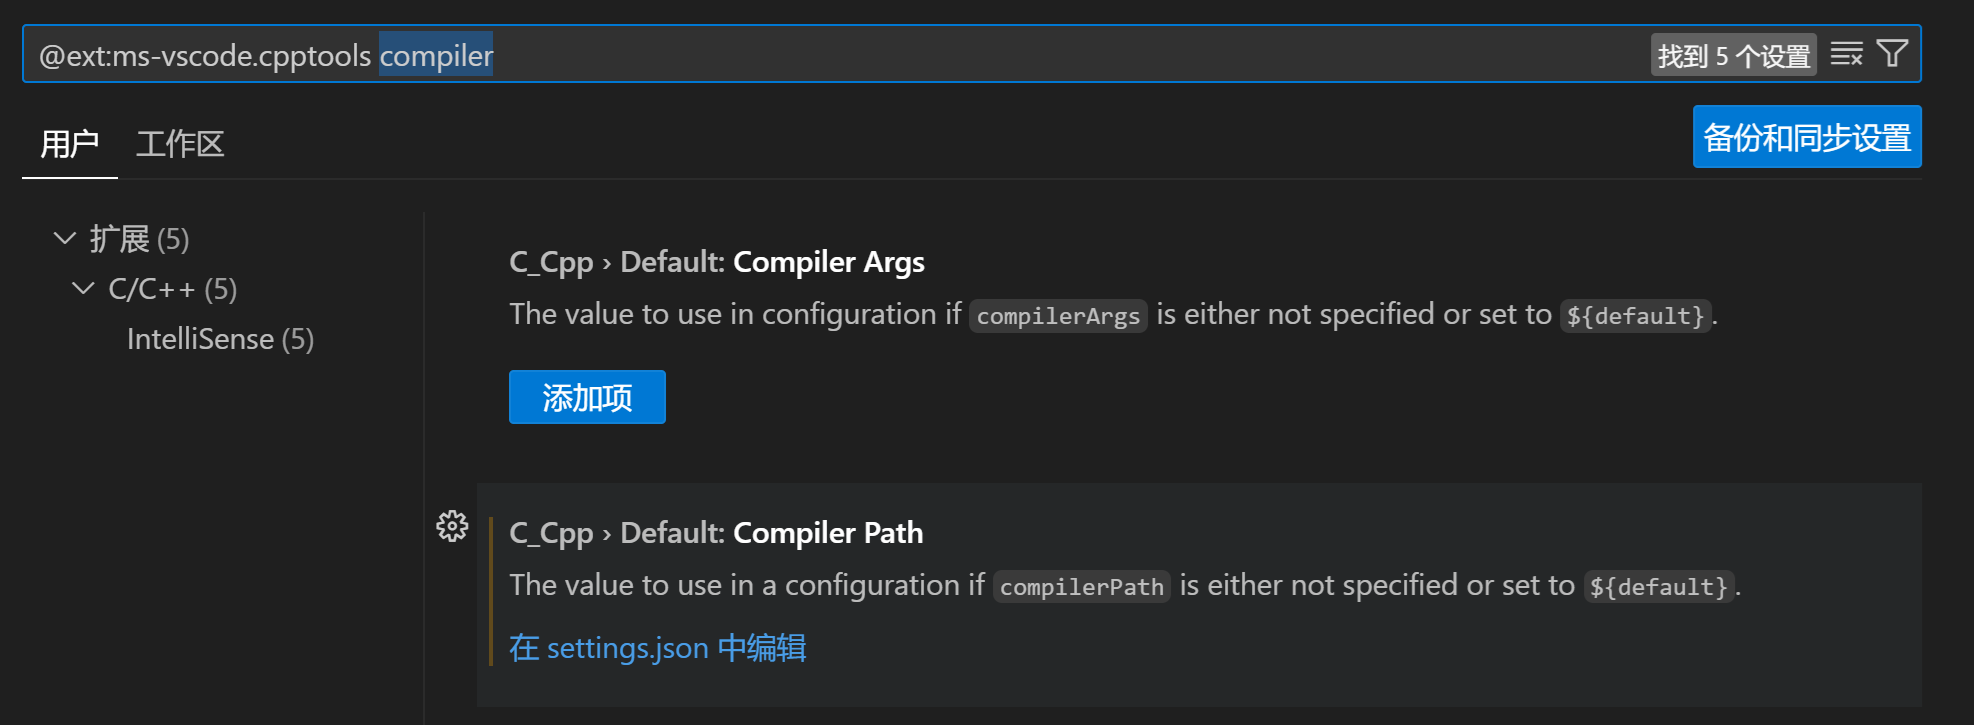 @ext:ms-vscode.cpptools compiler
找到 5 个设置
用户 工作区
备份和同步设置
扩展 (5)
C/C++ (5)
IntelliSense (5)
C_Cpp › Default: Compiler Args
The value to use in configuration if compilerArgs is either not specified or set to ${default}.
添加项
C_Cpp › Default: Compiler Path
The value to use in a configuration if compilerPath is either not specified or set to ${default}.
在 settings.json 中编辑